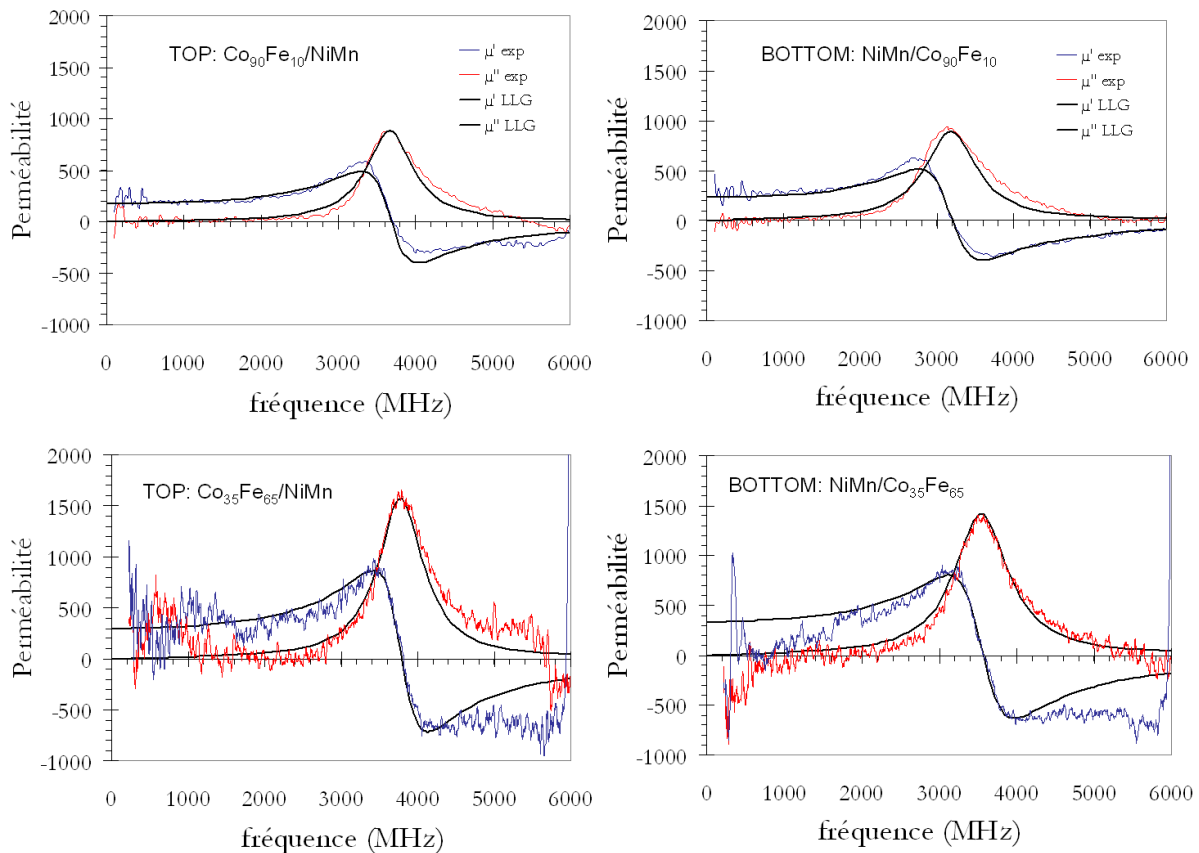 2000
1500
1000
500
0
-500
-1000
Perméabilité
TOP: Co90Fe10/NiMn
μ' exp
μ'' exp
μ' LLG
μ'' LLG
0 1000 2000 3000 4000 5000 6000
fréquence (MHz)
2000
1500
1000
500
0
-500
-1000
Perméabilité
BOTTOM: NiMn/Co90Fe10
μ' exp
μ'' exp
μ' LLG
μ'' LLG
0 1000 2000 3000 4000 5000 6000
fréquence (MHz)
2000
1500
1000
500
0
-500
-1000
Perméabilité
TOP: Co35Fe65/NiMn
0 1000 2000 3000 4000 5000 6000
fréquence (MHz)
2000
1500
1000
500
0
-500
-1000
Perméabilité
BOTTOM: NiMn/Co35Fe65
0 1000 2000 3000 4000 5000 6000
fréquence (MHz)